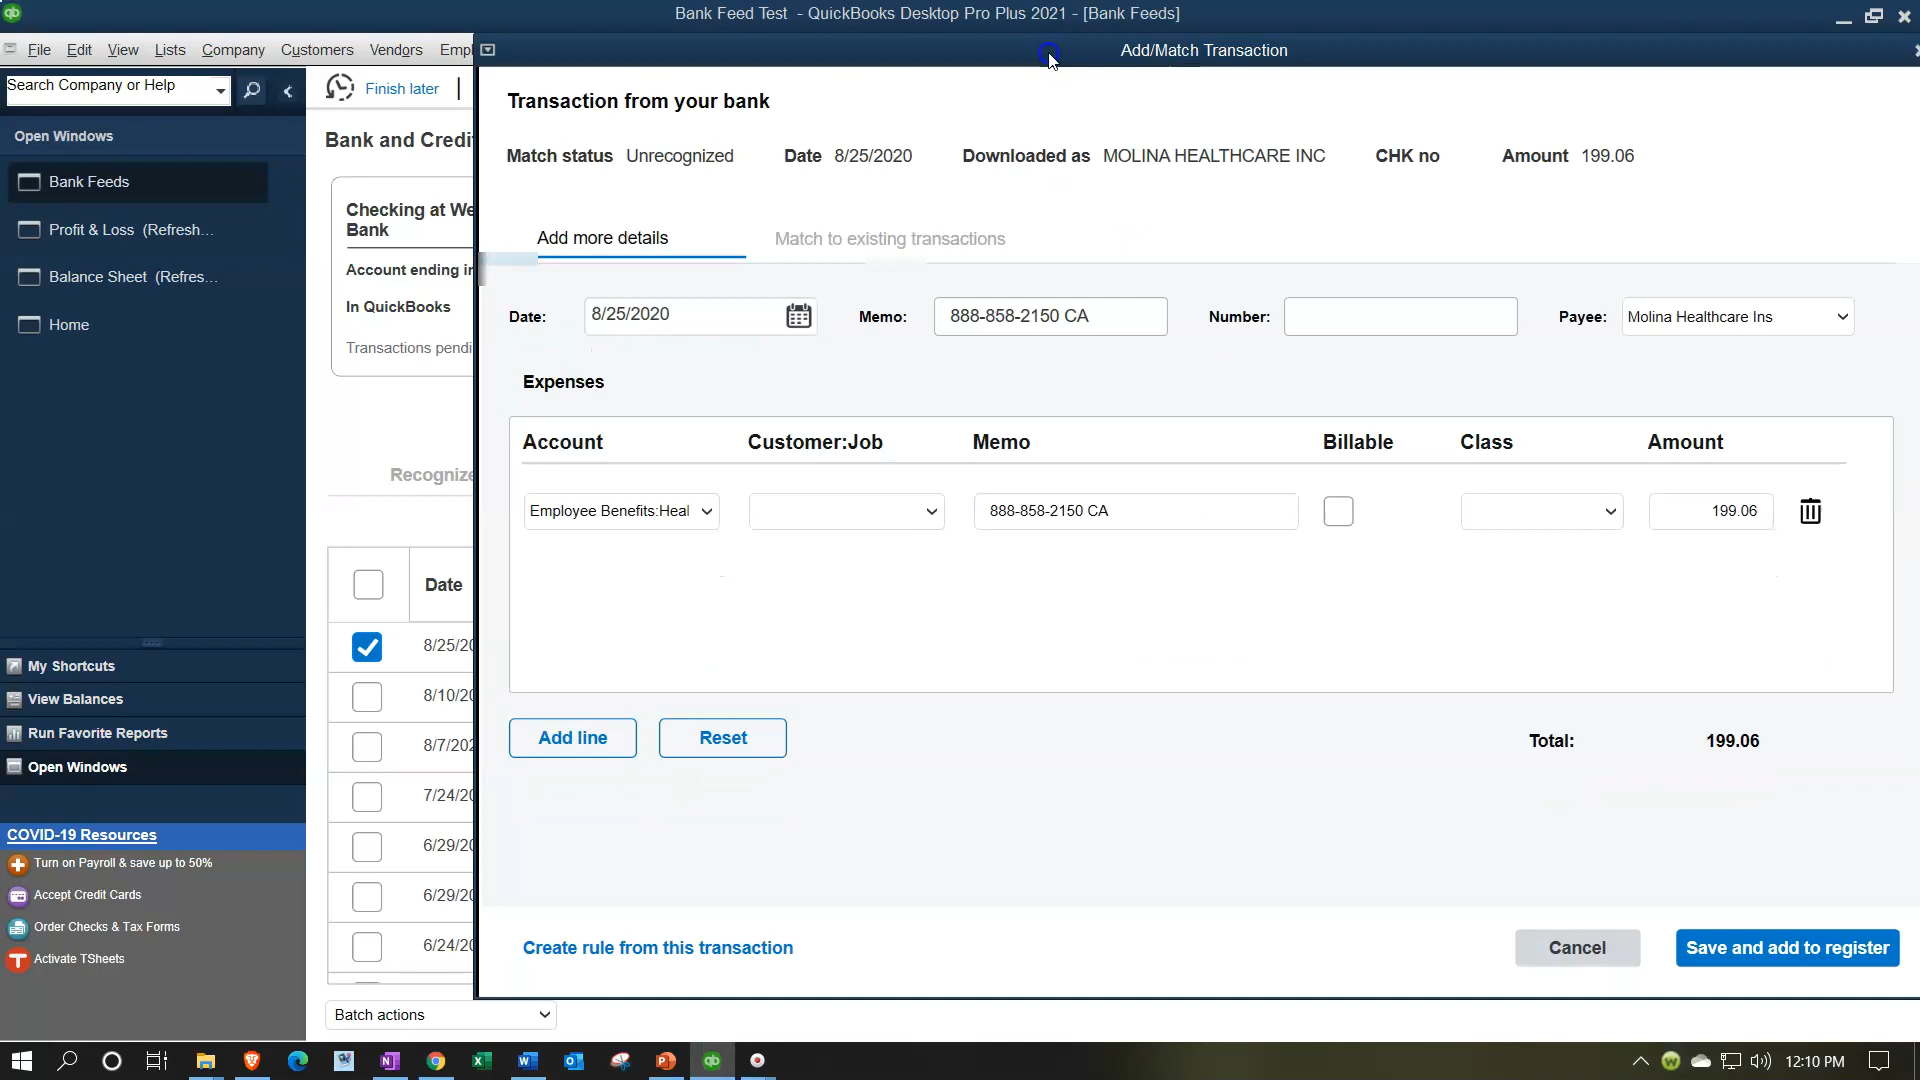 Bank Feed Test - QuickBooks Desktop Pro Plus 2021 - [Bank Feeds]
File Edit View Lists Company Customers Vendors Empl
Add/Match Transaction
Search Company or Help
Finish later
Open Windows
Bank Feeds
Profit & Loss (Refresh...
Balance Sheet (Refres...
Home
My Shortcuts
View Balances
Run Favorite Reports
Open Windows
COVID-19 Resources
Turn on Payroll & save up to 50%
Accept Credit Cards
Order Checks & Tax Forms
Activate TSheets
Bank and Credi
Checking at We
Bank
Account ending in
In QuickBooks
Transactions pendi
Recognize
Date
8/25/20
8/10/20
8/7/202
7/24/20
6/29/20
6/29/20
6/24/20
Batch actions
Transaction from your bank
Match status Unrecognized Date 8/25/2020 Downloaded as MOLINA HEALTHCARE INC CHK no Amount 199.06
Add more details Match to existing transactions
Date: 8/25/2020 Memo: 888-858-2150 CA Number: Payee: Molina Healthcare Ins
Expenses
Account Customer:Job Memo Billable Class Amount
Employee Benefits:Heal 888-858-2150 CA 199.06
Add line Reset Total: 199.06
Create rule from this transaction Cancel Save and add to register
12:10 PM